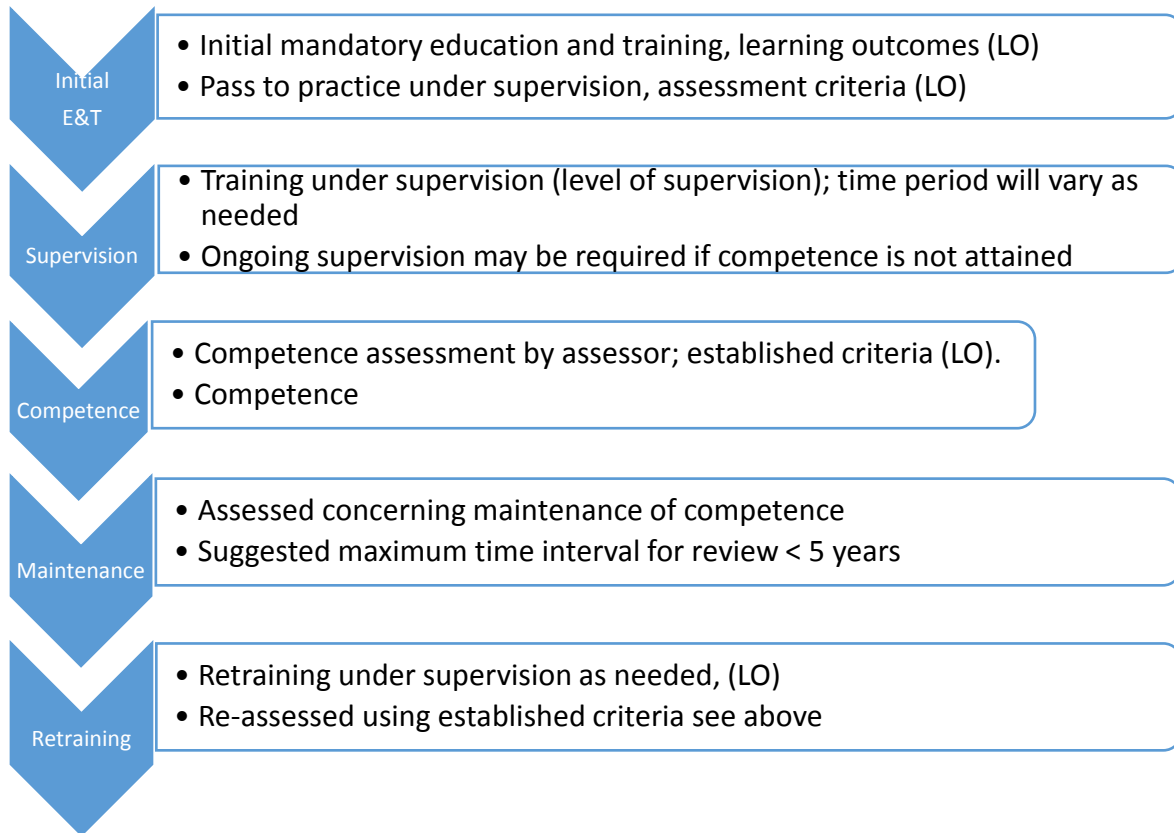 Initial
E&T
• Initial mandatory education and training, learning outcomes (LO)
• Pass to practice under supervision, assessment criteria (LO)
Supervision
• Training under supervision (level of supervision); time period will vary as
needed
• Ongoing supervision may be required if competence is not attained
Competence
• Competence assessment by assessor; established criteria (LO).
• Competence
Maintenance
• Assessed concerning maintenance of competence
• Suggested maximum time interval for review < 5 years
Retraining
• Retraining under supervision as needed, (LO)
• Re-assessed using established criteria see above